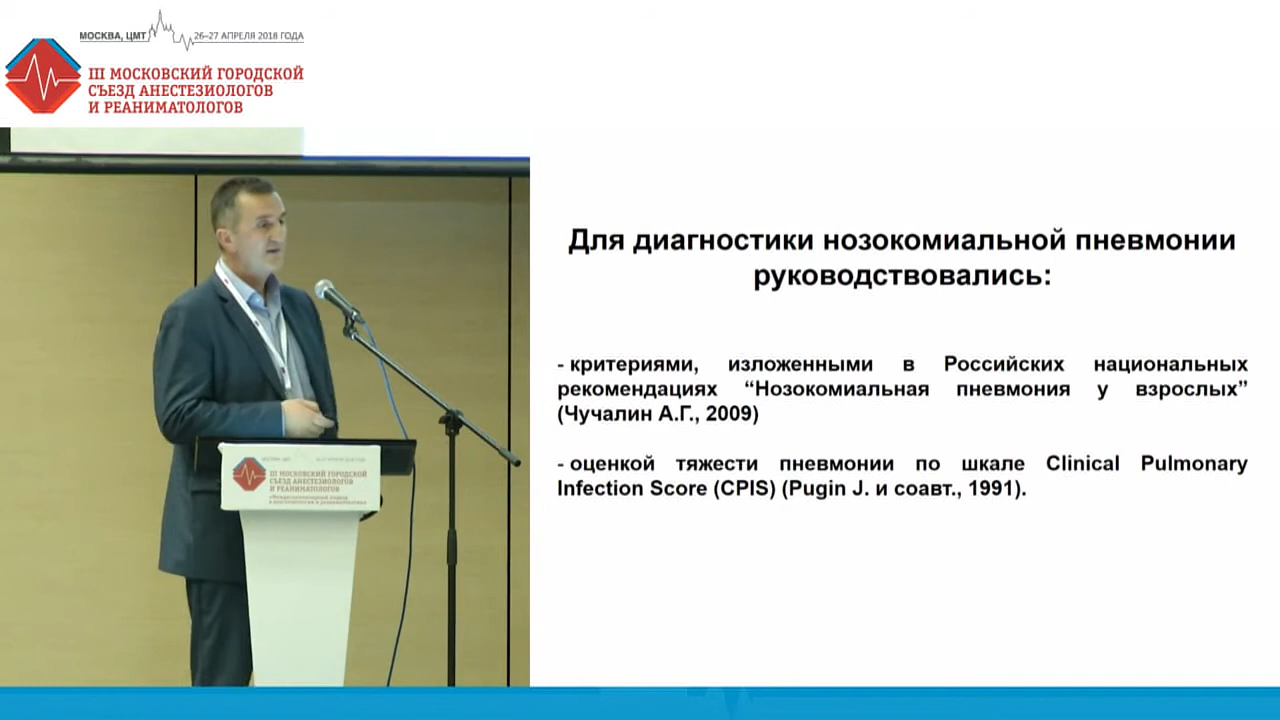 МОСКВА, ЦМТ 26–27 АПРЕЛЯ 2018 ГОДА
III МОСКОВСКИЙ ГОРОДСКОЙ
СЪЕЗД АНЕСТЕЗИОЛОГОВ
И РЕАНИМАТОЛОГОВ
Для диагностики нозокомиальной пневмонии
руководствовались:
- критериями, изложенными в Российских национальных
рекомендациях “Нозокомиальная пневмония у взрослых”
(Чучалин А.Г., 2009)
- оценкой тяжести пневмонии по шкале Clinical Pulmonary
Infection Score (CPIS) (Pugin J. и соавт., 1991).
III МОСКОВСКИЙ ГОРОДСКОЙ
СЪЕЗД АНЕСТЕЗИОЛОГОВ
И РЕАНИМАТОЛОГОВ